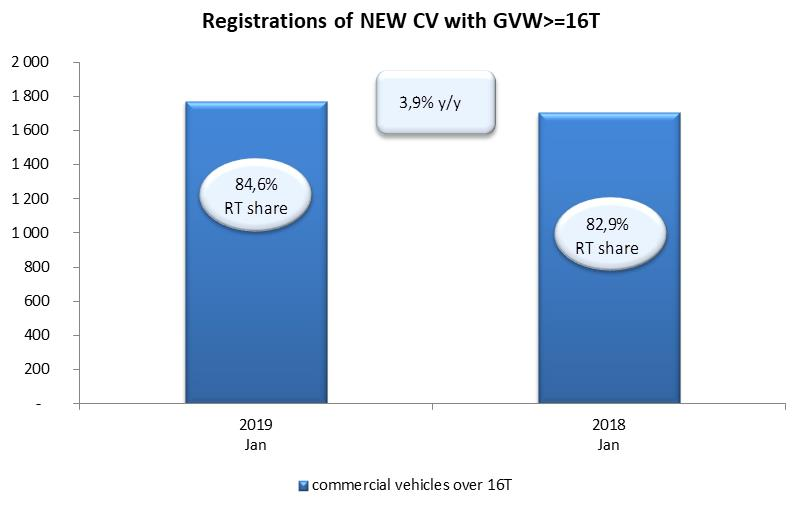 Registrations of NEW CV with GVW>=16T
2 000
1 800
1 600
1 400
1 200
1 000
800
600
400
200
-
3,9% y/y
84,6%
RT share
82,9%
RT share
2019
Jan
2018
Jan
commercial vehicles over 16T